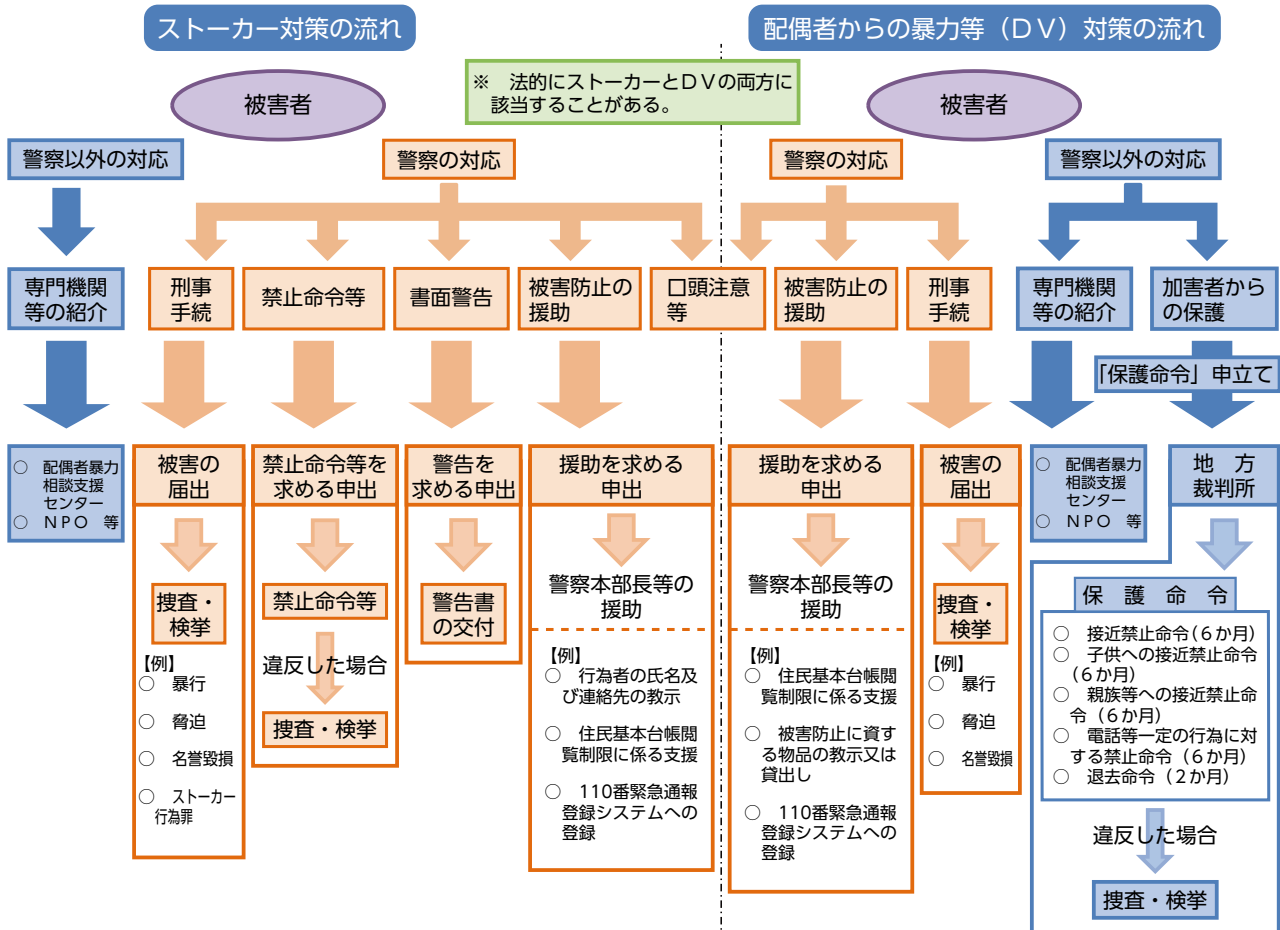 ストーカー対策の流れ
配偶者からの暴力等（ＤＶ）対策の流れ
※　法的にストーカーとＤＶの両方に
該当することがある。
被害者
被害者
警察以外の対応
警察の対応
警察の対応
警察以外の対応
専門機関
等の紹介
刑事
手続
禁止命令等
書面警告
被害防止の
援助
口頭注意
等
被害防止の
援助
刑事
手続
専門機関
等の紹介
加害者から
の保護
「保護命令」申立て
○　配偶者暴力
相談支援
センター
○　ＮＰＯ　等
被害の
届出
捜査・
検挙
【例】
○　暴行
○　脅迫
○　名誉毀損
○　ストーカー
行為罪
禁止命令等を
求める申出
禁止命令等
違反した場合
捜査・検挙
警告を
求める申出
警告書
の交付
援助を求める
申出
警察本部長等の
援助
【例】
○　行為者の氏名及
び連絡先の教示
○　住民基本台帳閲
覧制限に係る支援
○　110番緊急通報
登録システムへの
登録
援助を求める
申出
警察本部長等の
援助
【例】
○　住民基本台帳閲
覧制限に係る支援
○　被害防止に資す
る物品の教示又は
貸出し
○　110番緊急通報
登録システムへの
登録
被害の
届出
捜査・
検挙
【例】
○　暴行
○　脅迫
○　名誉毀損
○　配偶者暴力
相談支援
センター
○　ＮＰＯ　等
地　方
裁判所
保　護　命　令
○　接近禁止命令（６か月）
○　子供への接近禁止命令
（６か月）
○　親族等への接近禁止命
令（６か月）
○　電話等一定の行為に対
する禁止命令（６か月）
○　退去命令（２か月）
違反した場合
捜査・検挙